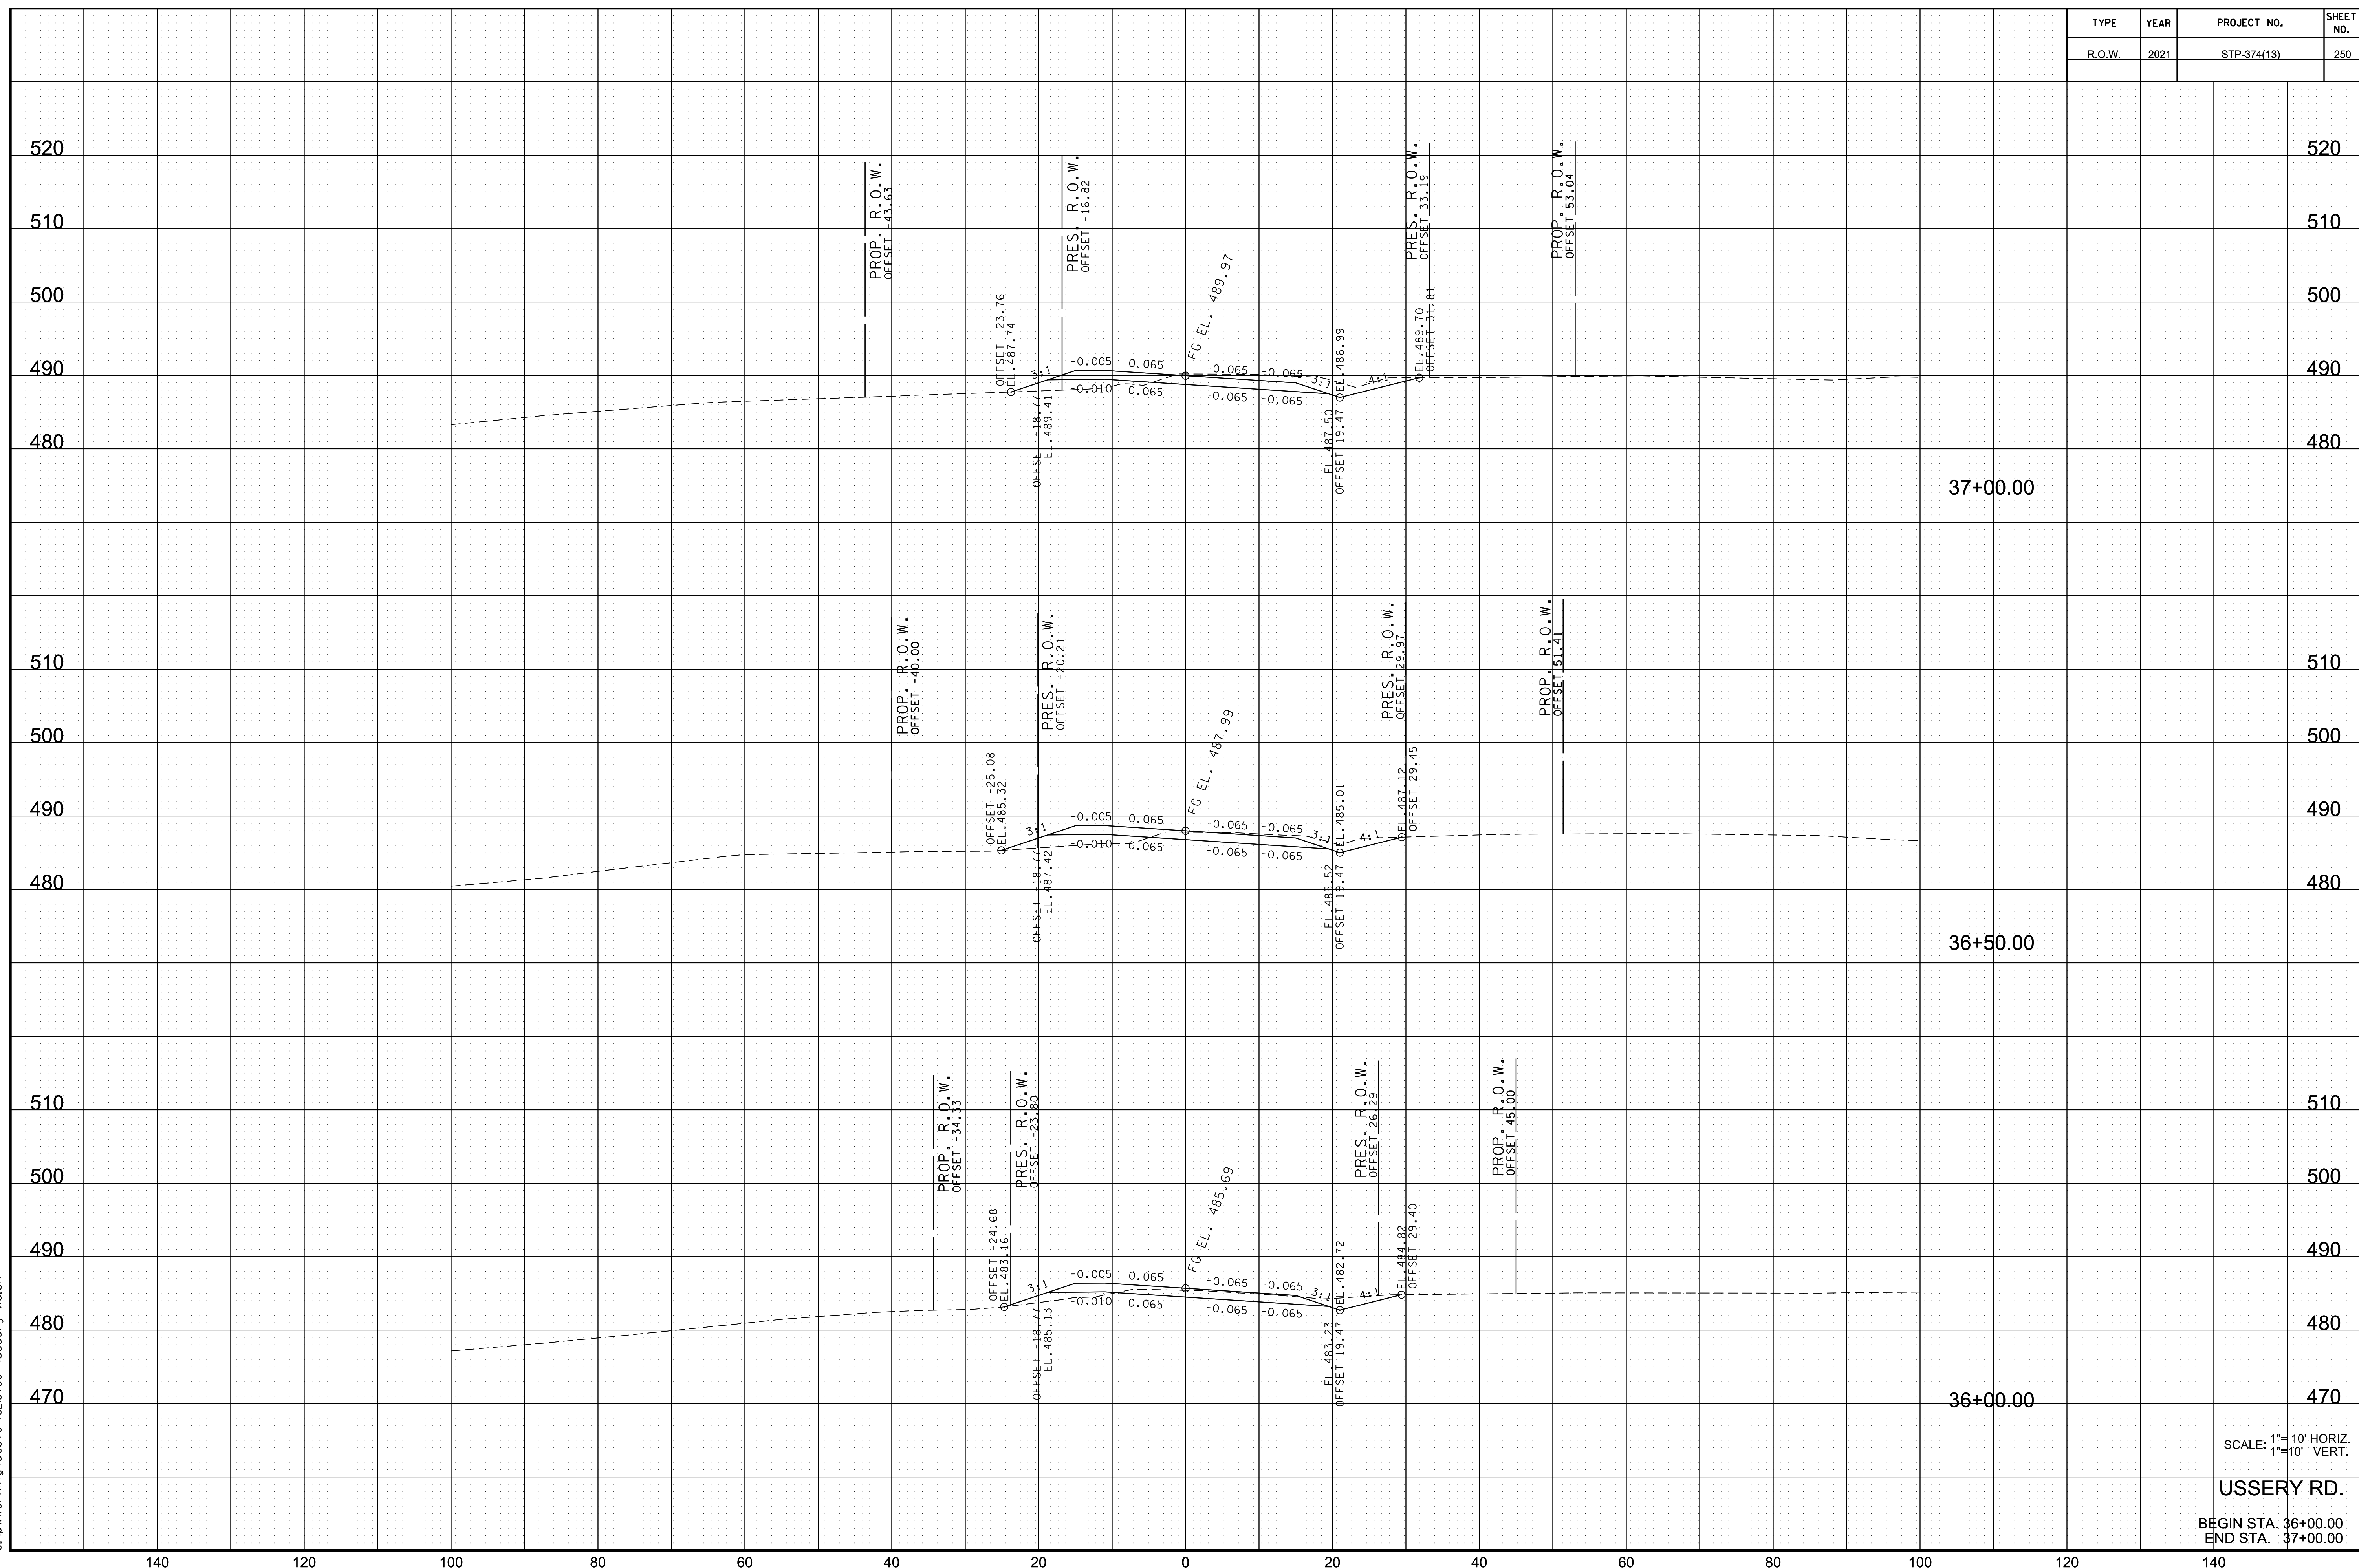 TYPE YEAR PROJECT NO. SHEET NO.
R.O.W. 2021 STP-374(13) 250
520 520
510 510
500 500
490 490
480 480
PROP. R.O.W.
OFFSET -43.63
PRES. R.O.W.
OFFSET -16.82
PRES. R.O.W.
OFFSET 33.19
PROP. R.O.W.
OFFSET 53.04
OFFSET -23.76
EL.487.74
FG EL. 489.97
EL.486.99
EL.489.70
OFFSET 31.81
3:1 -0.005 0.065 -0.065 -0.065 3:1 4:1
-0.010 0.065 -0.065 -0.065
OFFSET -18.77
EL.489.41
EL.487.50
OFFSET 19.47
37+00.00
510 510
500 500
490 490
480 480
PROP. R.O.W.
OFFSET -40.00
PRES. R.O.W.
OFFSET -20.21
PRES. R.O.W.
OFFSET 29.97
PROP. R.O.W.
OFFSET 51.41
OFFSET -25.08
EL.485.32
FG EL. 487.99
EL.485.01
EL.487.12
OFFSET 29.45
3:1 -0.005 0.065 -0.065 -0.065 3:1 4:1
-0.010 0.065 -0.065 -0.065
OFFSET -18.77
EL.487.42
EL.485.52
OFFSET 19.47
36+50.00
510 510
500 500
490 490
480 480
470 470
PROP. R.O.W.
OFFSET -34.33
PRES. R.O.W.
OFFSET -23.80
PRES. R.O.W.
OFFSET 26.29
PROP. R.O.W.
OFFSET 45.00
OFFSET -24.68
EL.483.16
FG EL. 485.69
EL.482.72
EL.484.82
OFFSET 29.40
3:1 -0.005 0.065 -0.065 -0.065 3:1 4:1
-0.010 0.065 -0.065 -0.065
OFFSET -18.77
EL.485.13
EL.483.23
OFFSET 19.47
36+00.00
SCALE: 1"= 10' HORIZ.
1"=10' VERT.
USSERY RD.
BEGIN STA. 36+00.00
END STA. 37+00.00
140 120 100 80 60 40 20 0 20 40 60 80 100 120 140